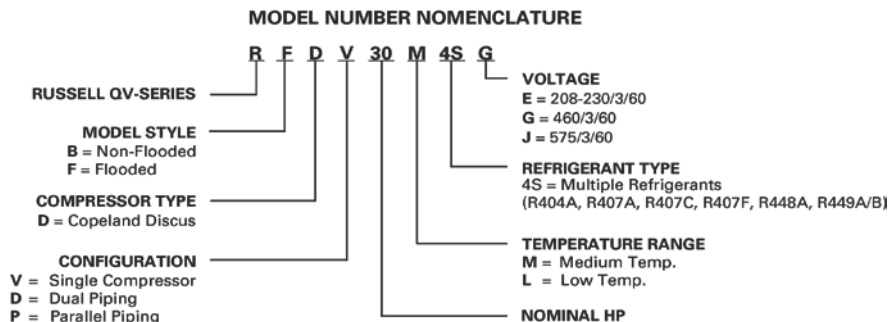 MODEL NUMBER NOMENCLATURE
R F D V 30 M 4S G
RUSSELL QV-SERIES
MODEL STYLE
B = Non-Flooded
F = Flooded
COMPRESSOR TYPE
D = Copeland Discus
CONFIGURATION
V = Single Compressor
D = Dual Piping
P = Parallel Piping
VOLTAGE
E = 208-230/3/60
G = 460/3/60
J = 575/3/60
REFRIGERANT TYPE
4S = Multiple Refrigerants
(R404A, R407A, R407C, R407F, R448A, R449A/B)
TEMPERATURE RANGE
M = Medium Temp.
L = Low Temp.
NOMINAL HP